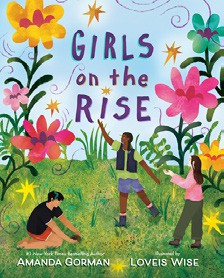 GIRLS
on the
RISE
#1 New York Times Bestselling Author
AMANDA GORMAN
Illustrated by
LOVEIS WISE